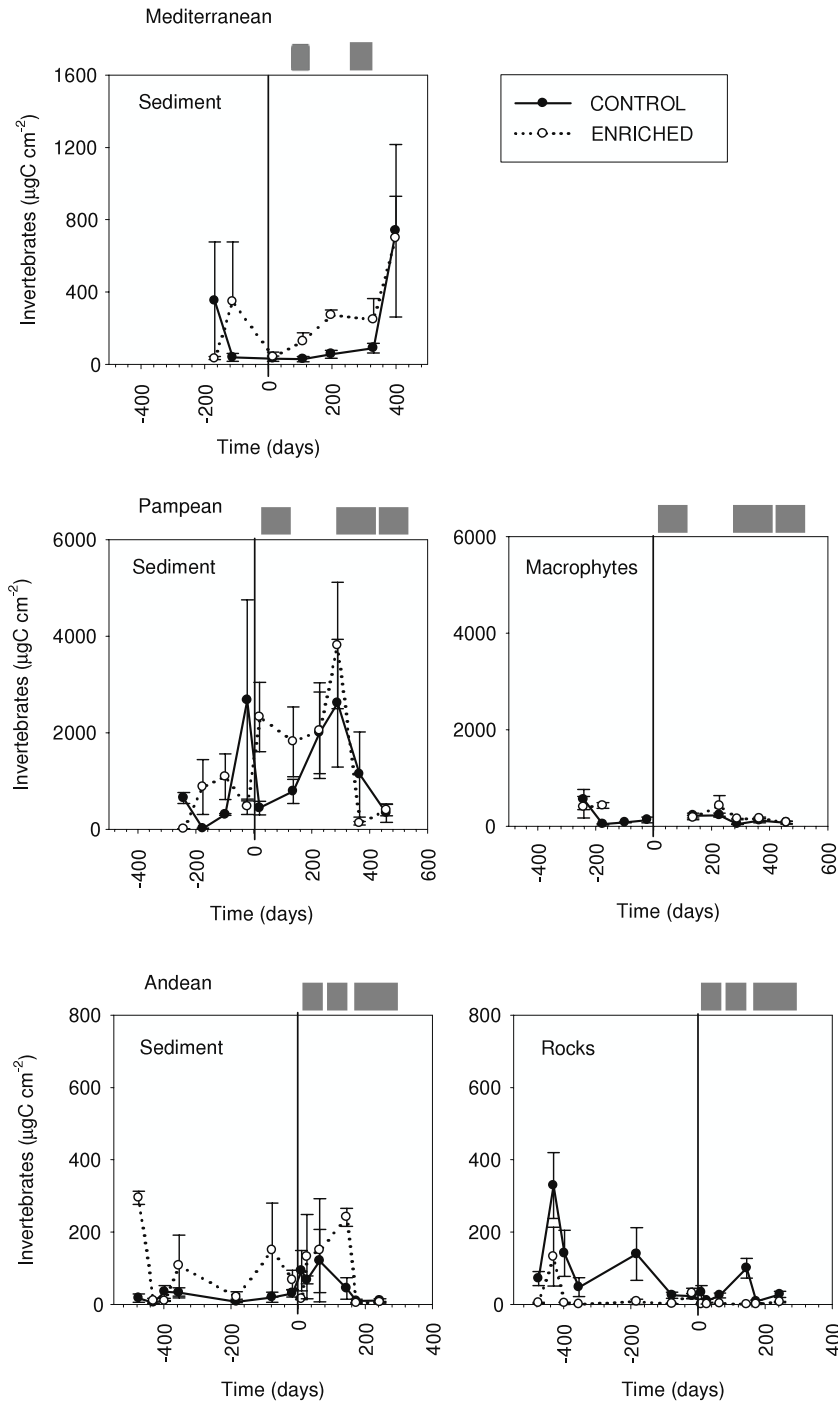 Mediterranean
1600
1200
800
400
0
Sediment
CONTROL
ENRICHED
Invertebrates (µgC cm-2)
-400
-200
0
200
400
Time (days)
Pampean
6000
4000
2000
0
Sediment
Invertebrates (µgC cm-2)
-400
-200
0
200
400
600
Time (days)
6000
4000
2000
0
Macrophytes
-400
-200
0
200
400
600
Time (days)
Andean
800
600
400
200
0
Sediment
Invertebrates (µgC cm-2)
-400
-200
0
200
400
Time (days)
800
600
400
200
0
Rocks
-400
-200
0
200
400
Time (days)